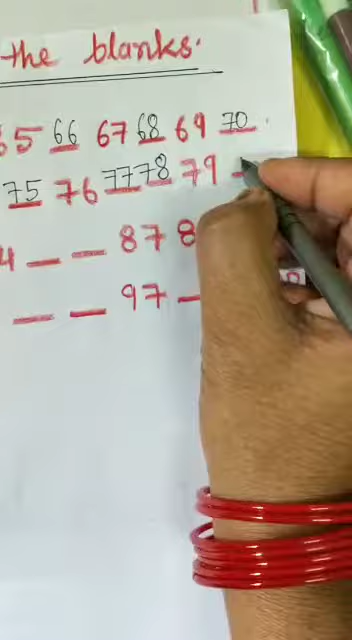 the blanks.
65 66 67 68 69 70
75 76 77 78 79 _
4 _ _ 87 8
_ _ 97 _